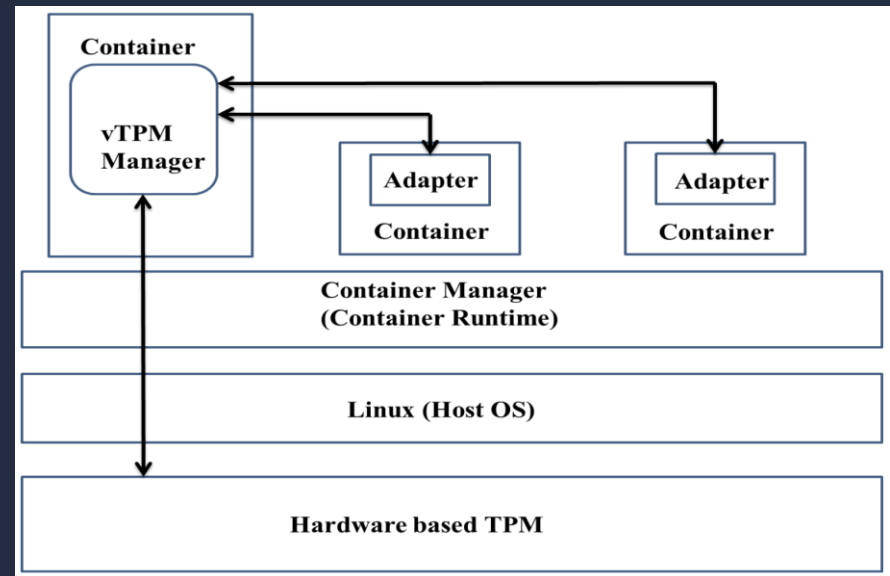 Container
vTPM
Manager
Adapter
Container
Adapter
Container
Container Manager
(Container Runtime)
Linux (Host OS)
Hardware based TPM